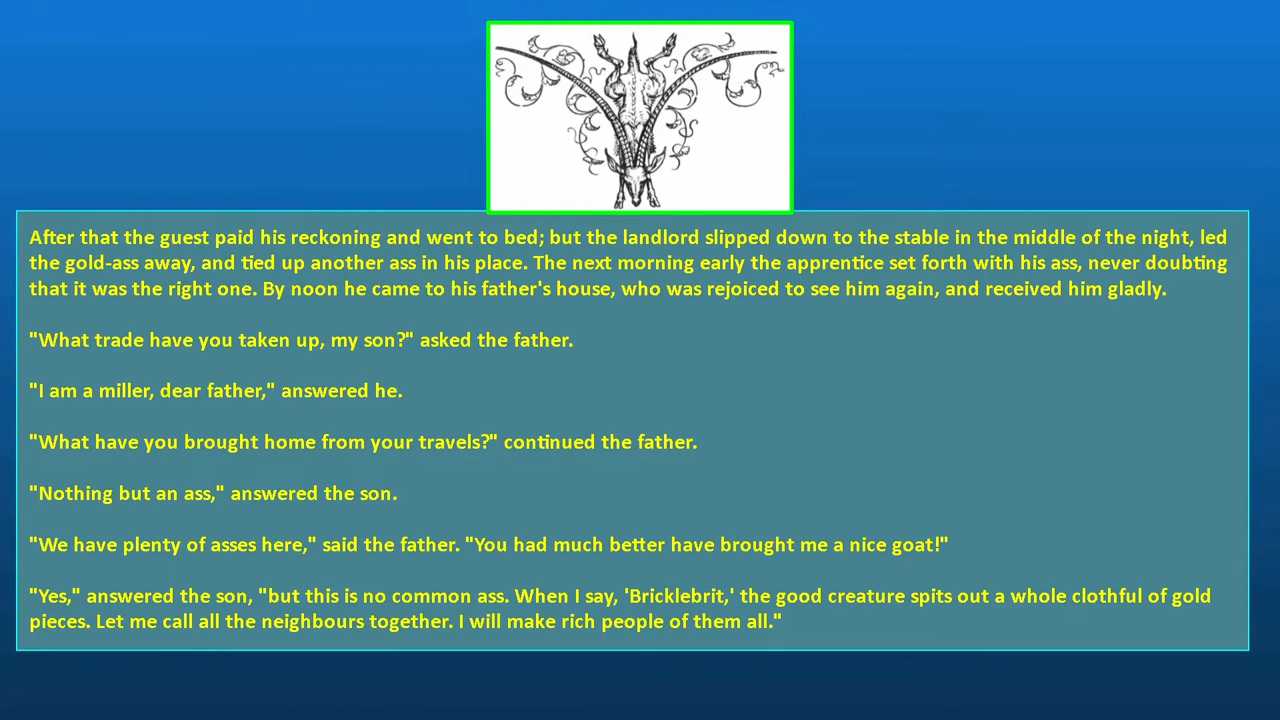 After that the guest paid his reckoning and went to bed; but the landlord slipped down to the stable in the middle of the night, led
the gold-ass away, and tied up another ass in his place. The next morning early the apprentice set forth with his ass, never doubting
that it was the right one. By noon he came to his father's house, who was rejoiced to see him again, and received him gladly.
"What trade have you taken up, my son?" asked the father.
"I am a miller, dear father," answered he.
"What have you brought home from your travels?" continued the father.
"Nothing but an ass," answered the son.
"We have plenty of asses here," said the father. "You had much better have brought me a nice goat!"
"Yes," answered the son, "but this is no common ass. When I say, 'Bricklebrit,' the good creature spits out a whole clothful of gold
pieces. Let me call all the neighbours together. I will make rich people of them all."